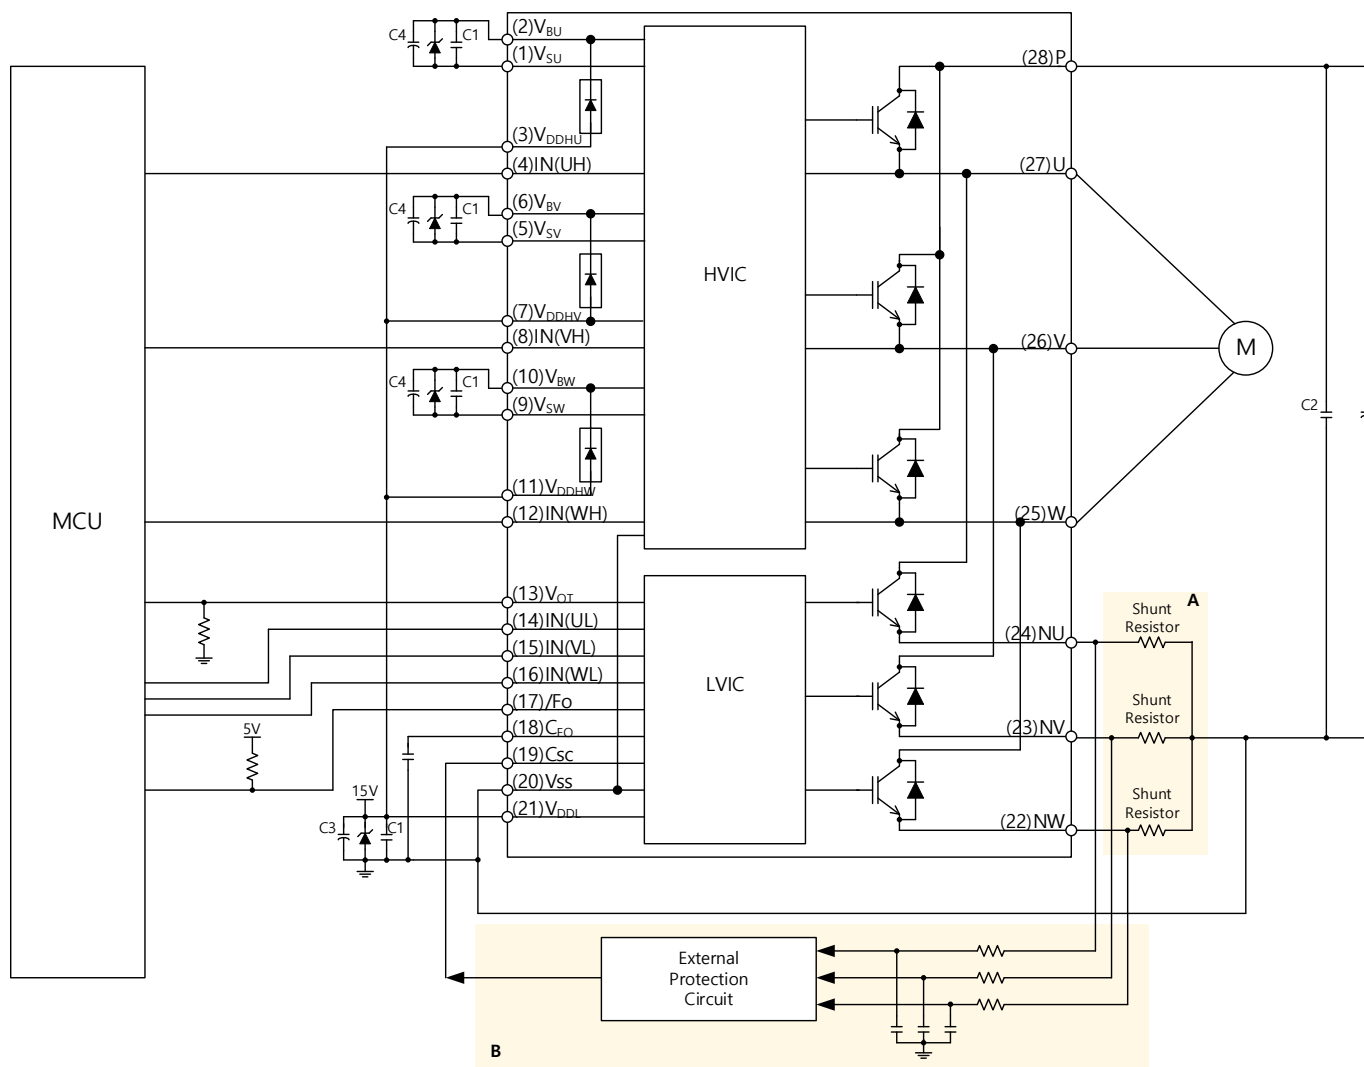 MCU
C4
C1
(2)VBU
(1)VSU
(3)VDDHU
(4)IN(UH)
C4
C1
(6)VBV
(5)VSV
(7)VDDHV
(8)IN(VH)
C4
C1
(10)VBW
(9)VSW
(11)VDDHW
(12)IN(WH)
HVIC
(28)P
(27)U
(26)V
(25)W
M
C2
(13)VOT
(14)IN(UL)
(15)IN(VL)
(16)IN(WL)
(17)/Fo
(18)CFO
(19)Csc
(20)Vss
(21)VDDL
LVIC
5V
15V
C3
C1
(24)NU
(23)NV
(22)NW
A
Shunt
Resistor
Shunt
Resistor
Shunt
Resistor
External
Protection
Circuit
B